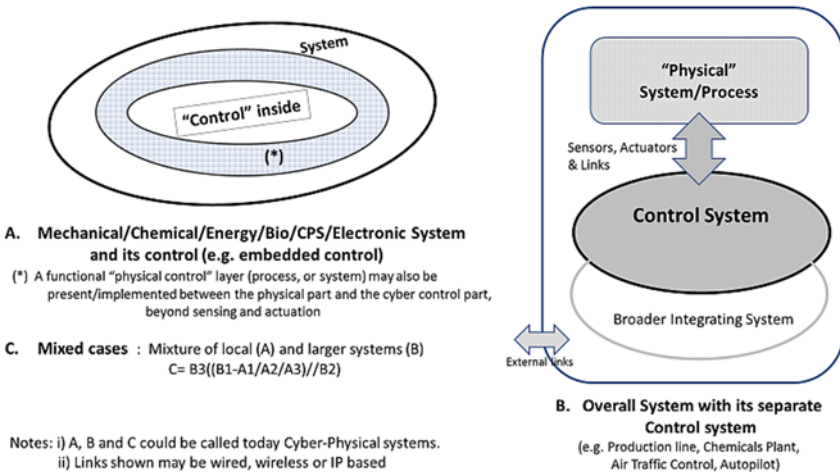 System
“Control” inside
(*)
A. Mechanical/Chemical/Energy/Bio/CPS/Electronic System
and its control (e.g. embedded control)
(*) A functional “physical control” layer (process, or system) may also be
present/implemented between the physical part and the cyber control part,
beyond sensing and actuation
C. Mixed cases : Mixture of local (A) and larger systems (B)
C= B3((B1-A1/A2/A3)//B2)
Notes: i) A, B and C could be called today Cyber-Physical systems.
ii) Links shown may be wired, wireless or IP based
“Physical”
System/Process
Sensors, Actuators
& Links
Control System
Broader Integrating System
External links
B. Overall System with its separate
Control system
(e.g. Production line, Chemicals Plant,
Air Traffic Control, Autopilot)